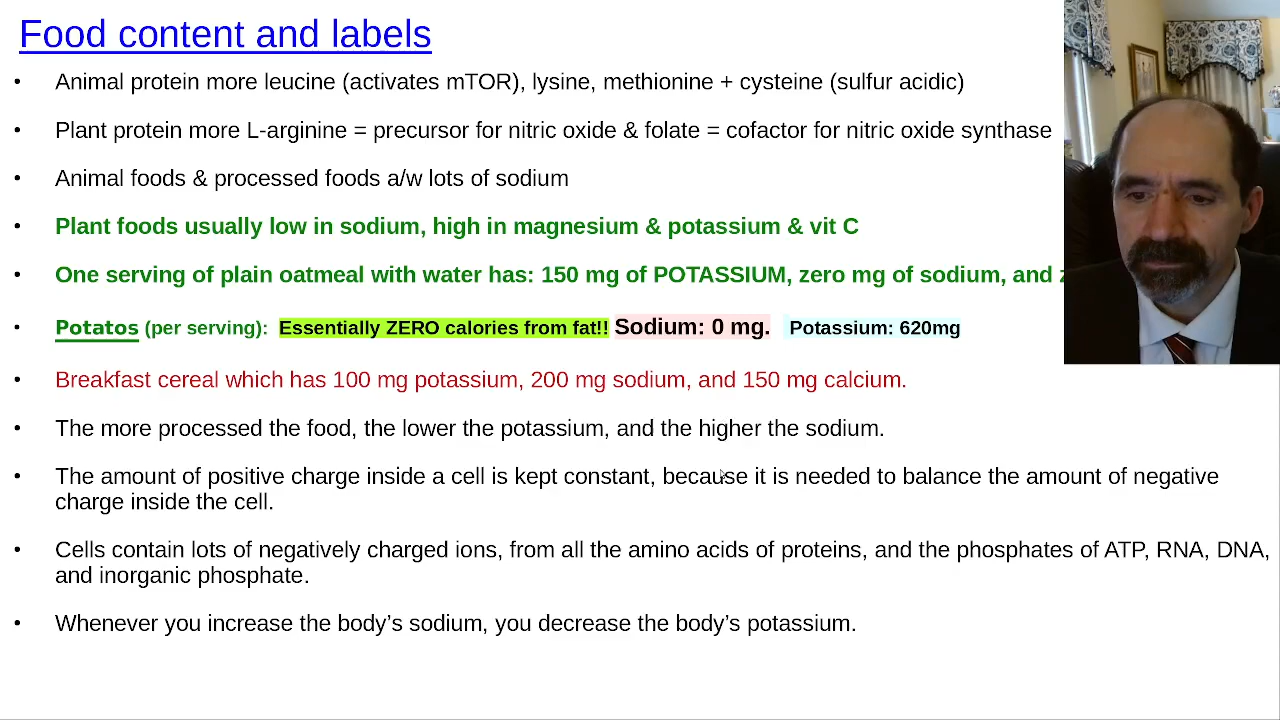 Food content and labels
• Animal protein more leucine (activates mTOR), lysine, methionine + cysteine (sulfur acidic)
• Plant protein more L-arginine = precursor for nitric oxide & folate = cofactor for nitric oxide synthase
• Animal foods & processed foods a/w lots of sodium
• Plant foods usually low in sodium, high in magnesium & potassium & vit C
• One serving of plain oatmeal with water has: 150 mg of POTASSIUM, zero mg of sodium, and
• Potatos (per serving): Essentially ZERO calories from fat!! Sodium: 0 mg. Potassium: 620mg
• Breakfast cereal which has 100 mg potassium, 200 mg sodium, and 150 mg calcium.
• The more processed the food, the lower the potassium, and the higher the sodium.
• The amount of positive charge inside a cell is kept constant, because it is needed to balance the amount of negative
charge inside the cell.
• Cells contain lots of negatively charged ions, from all the amino acids of proteins, and the phosphates of ATP, RNA, DNA,
and inorganic phosphate.
• Whenever you increase the body’s sodium, you decrease the body’s potassium.